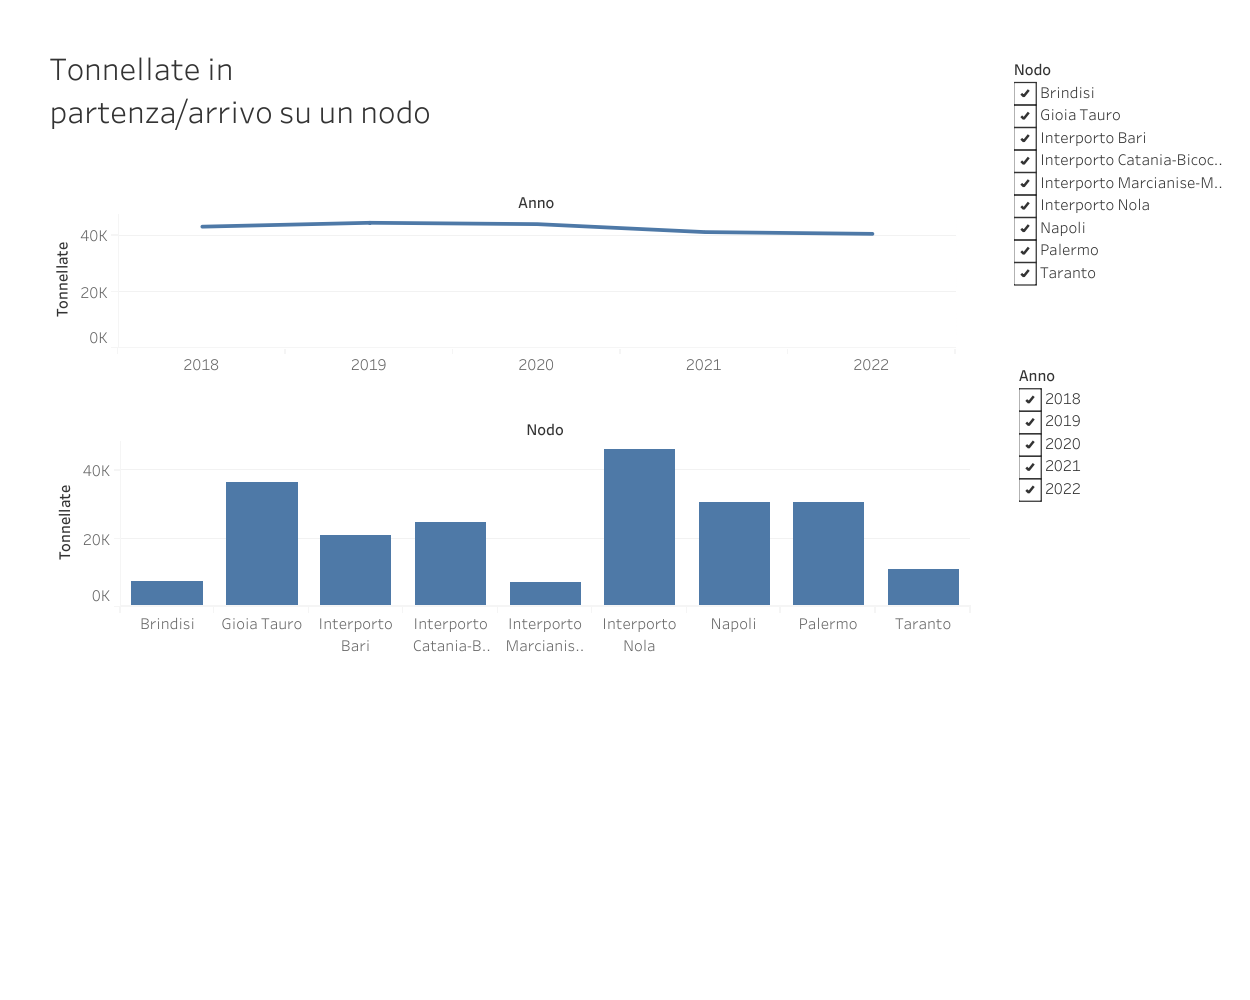 Tonnellate in
partenza/arrivo su un nodo
Anno
Tonnellate
40K
20K
0K
2018
2019
2020
2021
2022
Nodo
Tonnellate
40K
20K
0K
Brindisi
Gioia Tauro
Interporto
Bari
Interporto
Catania-B..
Interporto
Marcianis..
Interporto
Nola
Napoli
Palermo
Taranto
Nodo
Brindisi
Gioia Tauro
Interporto Bari
Interporto Catania-Bicoc..
Interporto Marcianise-M..
Interporto Nola
Napoli
Palermo
Taranto
Anno
2018
2019
2020
2021
2022